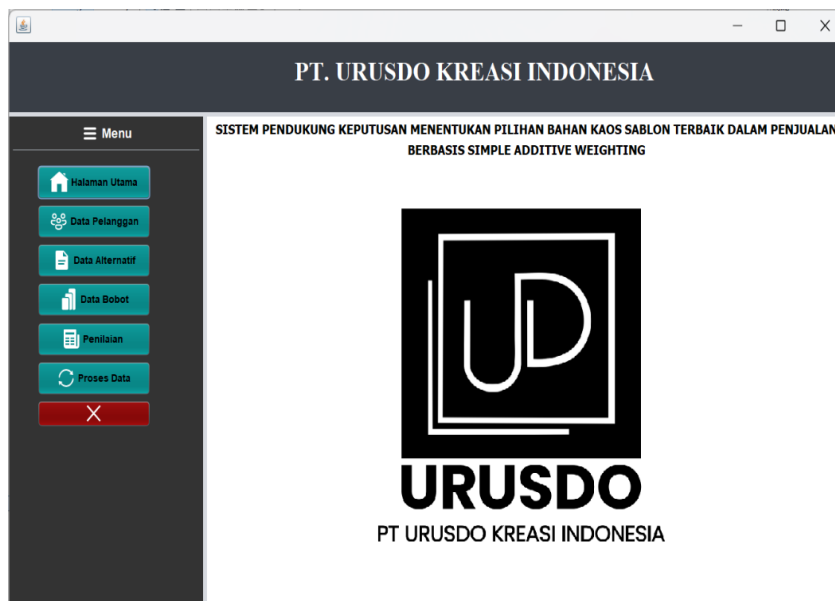 PT. URUSDO KREASI INDONESIA
Menu
SISTEM PENDUKUNG KEPUTUSAN MENENTUKAN PILIHAN BAHAN KAOS SABLON TERBAIK DALAM PENJUALAN
BERBASIS SIMPLE ADDITIVE WEIGHTING
Halaman Utama
Data Pelanggan
Data Alternatif
Data Bobot
Penilaian
Proses Data
UD
URUSDO
PT URUSDO KREASI INDONESIA